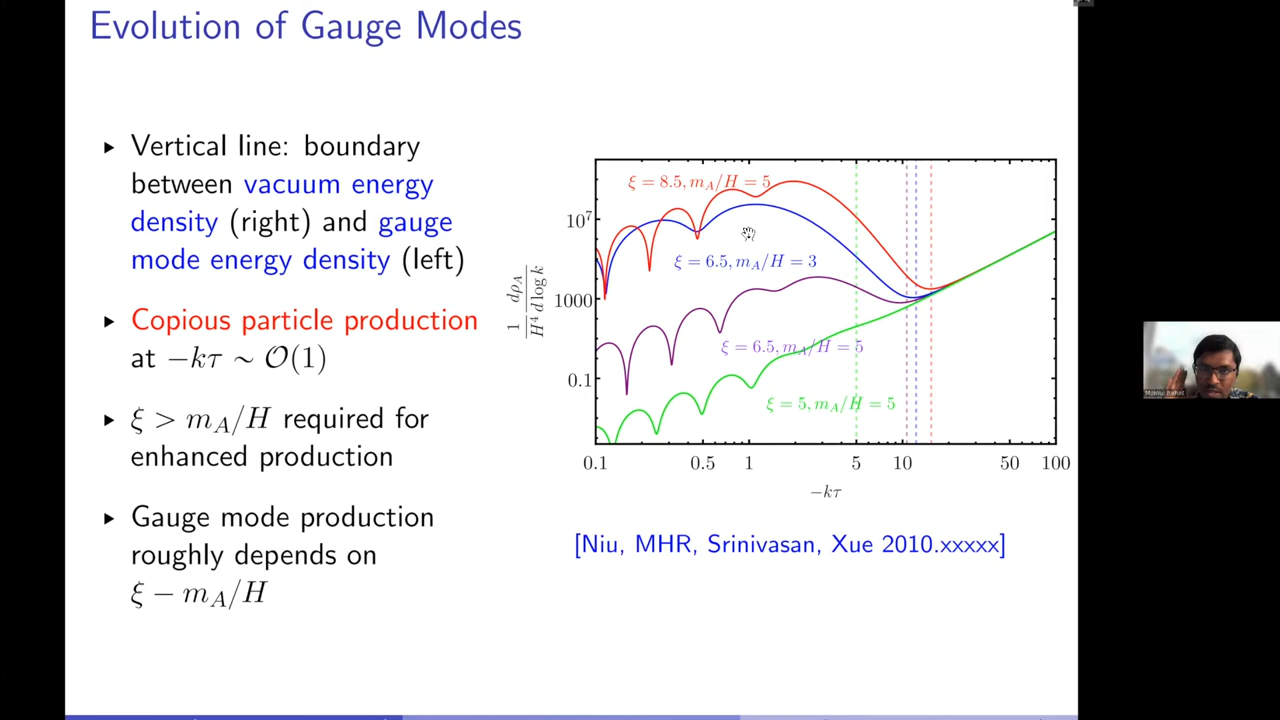 Evolution of Gauge Modes
▸ Vertical line: boundary
between vacuum energy
density (right) and gauge
mode energy density (left)
▸ Copious particle production
at −kτ ∼ O(1)
▸ ξ > m_A/H required for
enhanced production
▸ Gauge mode production
roughly depends on
ξ − m_A/H
1/H⁴ dρ_A/d log k
10⁷
1000
0.1
ξ = 8.5, m_A/H = 5
ξ = 6.5, m_A/H = 3
ξ = 6.5, m_A/H = 5
ξ = 5, m_A/H = 5
0.1 0.5 1 5 10 50 100
−kτ
[Niu, MHR, Srinivasan, Xue 2010.xxxxx]